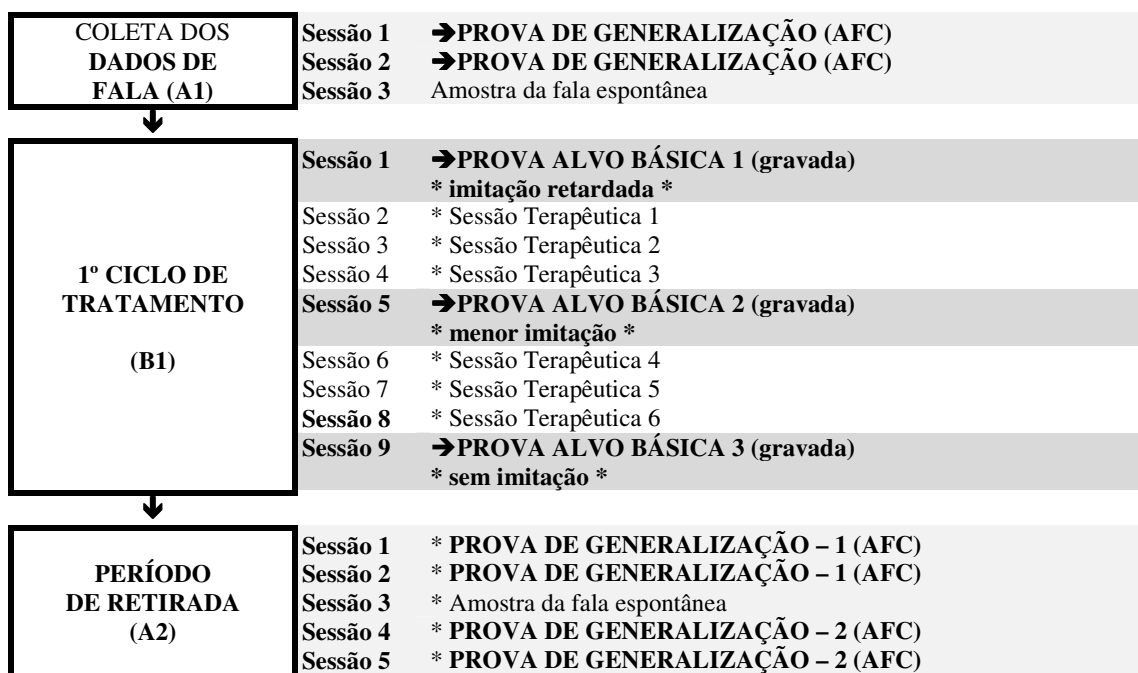 COLETA DOS
DADOS DE
FALA (A1)
Sessão 1 ➔PROVA DE GENERALIZAÇÃO (AFC)
Sessão 2 ➔PROVA DE GENERALIZAÇÃO (AFC)
Sessão 3 Amostra da fala espontânea
1º CICLO DE
TRATAMENTO
(B1)
Sessão 1 ➔PROVA ALVO BÁSICA 1 (gravada)
* imitação retardada *
Sessão 2 * Sessão Terapêutica 1
Sessão 3 * Sessão Terapêutica 2
Sessão 4 * Sessão Terapêutica 3
Sessão 5 ➔PROVA ALVO BÁSICA 2 (gravada)
* menor imitação *
Sessão 6 * Sessão Terapêutica 4
Sessão 7 * Sessão Terapêutica 5
Sessão 8 * Sessão Terapêutica 6
Sessão 9 ➔PROVA ALVO BÁSICA 3 (gravada)
* sem imitação *
PERÍODO
DE RETIRADA
(A2)
Sessão 1 * PROVA DE GENERALIZAÇÃO – 1 (AFC)
Sessão 2 * PROVA DE GENERALIZAÇÃO – 1 (AFC)
Sessão 3 * Amostra da fala espontânea
Sessão 4 * PROVA DE GENERALIZAÇÃO – 2 (AFC)
Sessão 5 * PROVA DE GENERALIZAÇÃO – 2 (AFC)